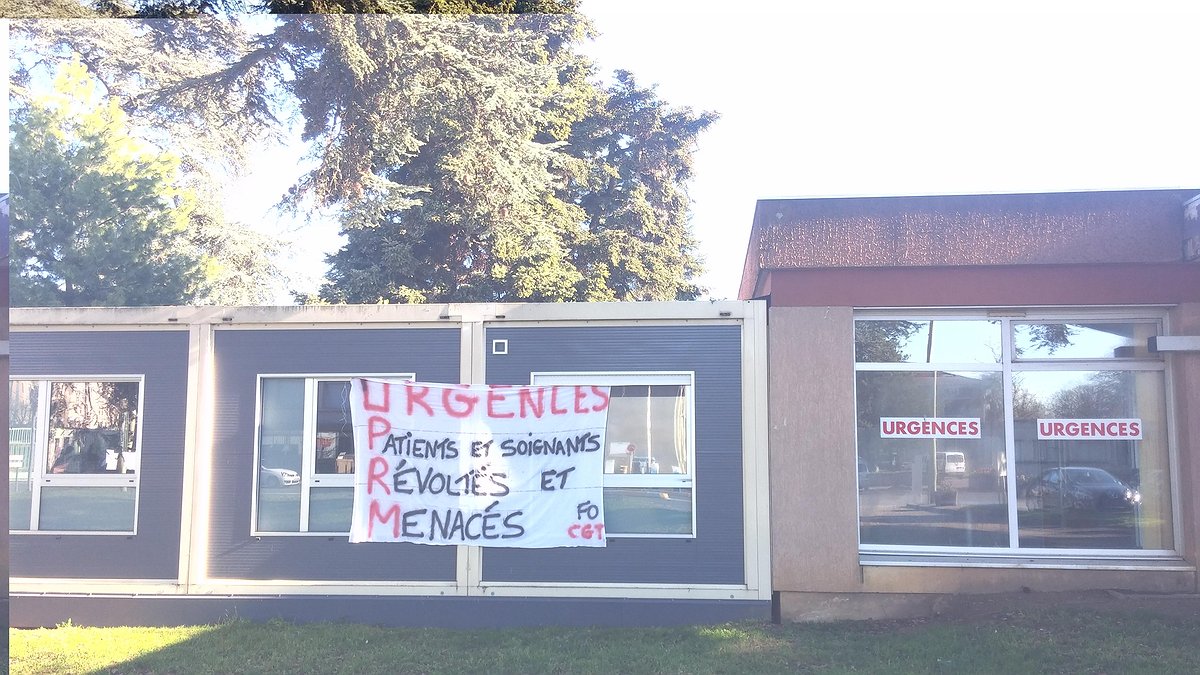 URGENCES
PATIENTS ET SOIGNANTS
RÉVOLTÉS ET
MENACÉS
FO
CGT
URGENCES
URGENCES